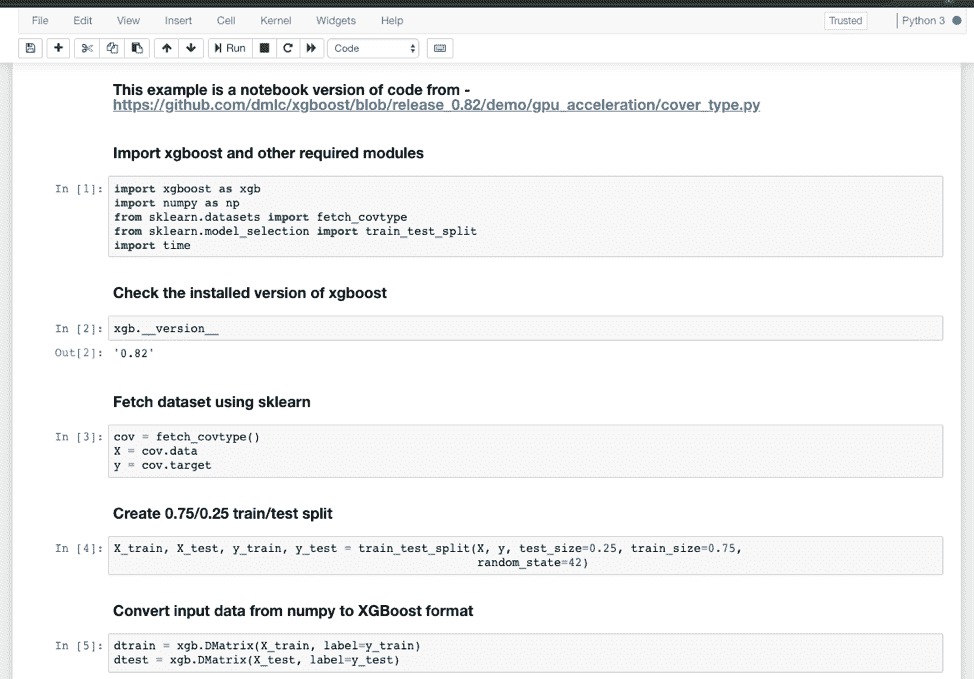 File Edit View Insert Cell Kernel Widgets Help Trusted Python 3
Run Code
This example is a notebook version of code from -
https://github.com/dmlc/xgboost/blob/release_0.82/demo/gpu_acceleration/cover_type.py
Import xgboost and other required modules
In [1]: import xgboost as xgb
import numpy as np
from sklearn.datasets import fetch_covtype
from sklearn.model_selection import train_test_split
import time
Check the installed version of xgboost
In [2]: xgb.__version__
Out[2]: '0.82'
Fetch dataset using sklearn
In [3]: cov = fetch_covtype()
X = cov.data
y = cov.target
Create 0.75/0.25 train/test split
In [4]: X_train, X_test, y_train, y_test = train_test_split(X, y, test_size=0.25, train_size=0.75,
random_state=42)
Convert input data from numpy to XGBoost format
In [5]: dtrain = xgb.DMatrix(X_train, label=y_train)
dtest = xgb.DMatrix(X_test, label=y_test)